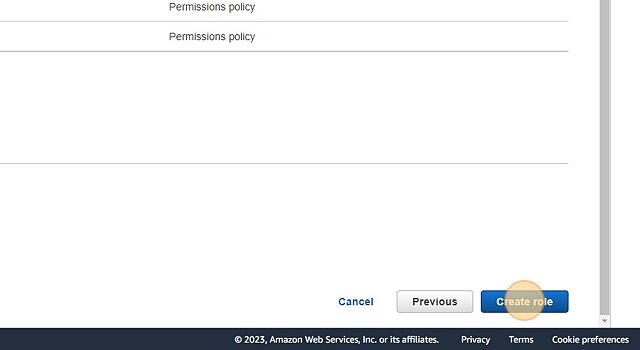 Permissions policy
Permissions policy
Cancel Previous Create role
© 2023, Amazon Web Services, Inc. or its affiliates. Privacy Terms Cookie preferences